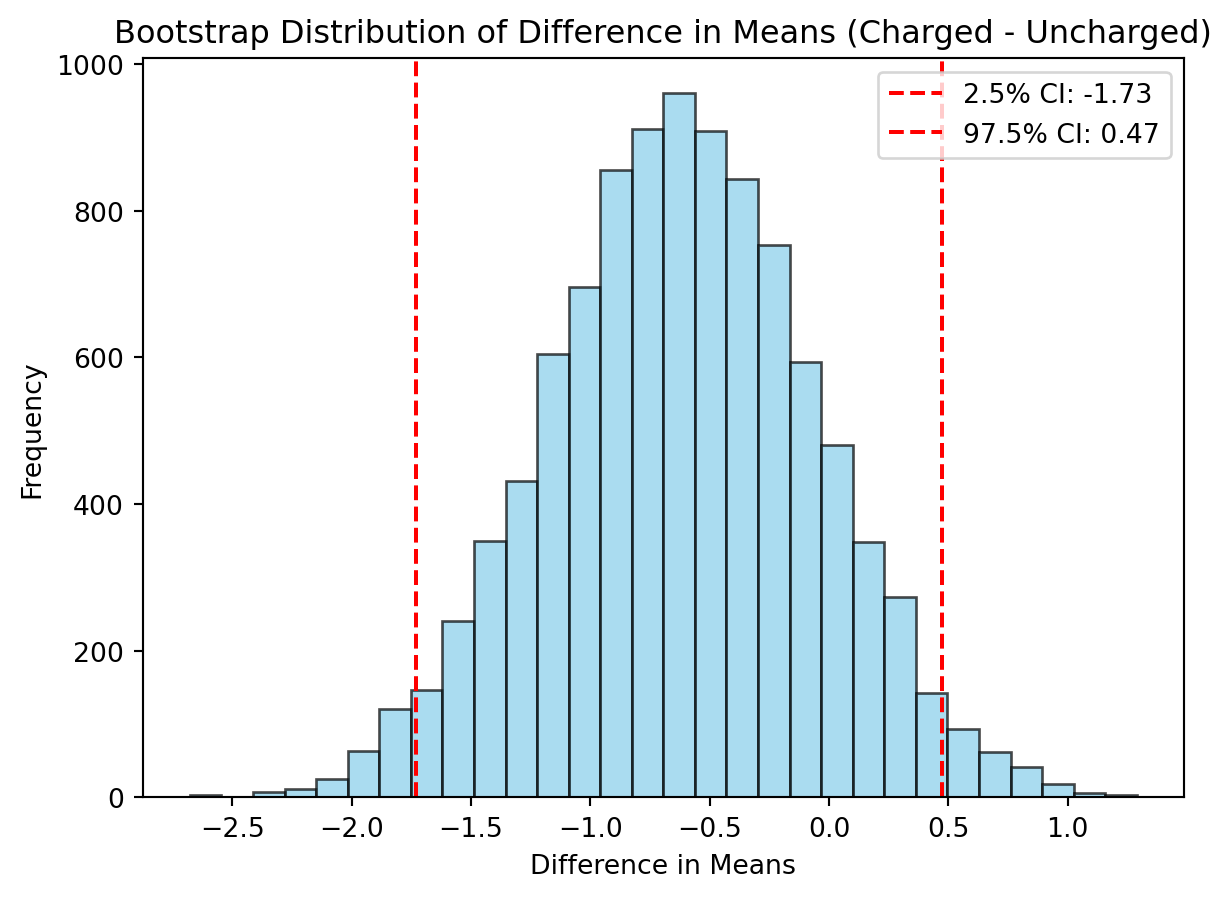 Bootstrap Distribution of Difference in Means (Charged - Uncharged)
1000
800
600
400
200
0
Frequency
2.5% CI: -1.73
97.5% CI: 0.47
−2.5 −2.0 −1.5 −1.0 −0.5 0.0 0.5 1.0
Difference in Means